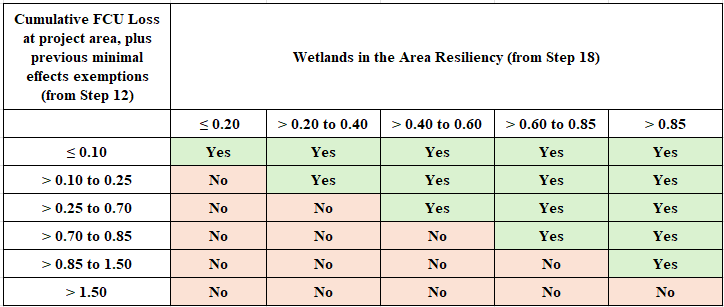 Cumulative FCU Loss
at project area, plus
previous minimal
effects exemptions
(from Step 12)
Wetlands in the Area Resiliency (from Step 18)
≤ 0.20 > 0.20 to 0.40 > 0.40 to 0.60 > 0.60 to 0.85 > 0.85
≤ 0.10 Yes Yes Yes Yes Yes
> 0.10 to 0.25 No Yes Yes Yes Yes
> 0.25 to 0.70 No No Yes Yes Yes
> 0.70 to 0.85 No No No Yes Yes
> 0.85 to 1.50 No No No No Yes
> 1.50 No No No No No